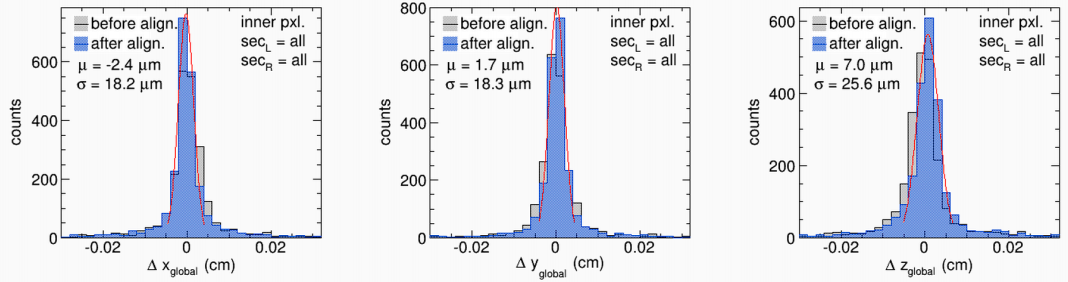 before align.
after align.
μ = -2.4 μm
σ = 18.2 μm
inner pxl.
sec_L = all
sec_R = all
counts
600
400
200
0
-0.02 0 0.02
Δ x_global (cm)
before align.
after align.
μ = 1.7 μm
σ = 18.3 μm
inner pxl.
sec_L = all
sec_R = all
counts
800
600
400
200
0
-0.02 0 0.02
Δ y_global (cm)
before align.
after align.
μ = 7.0 μm
σ = 25.6 μm
inner pxl.
sec_L = all
sec_R = all
counts
600
400
200
0
-0.02 0 0.02
Δ z_global (cm)